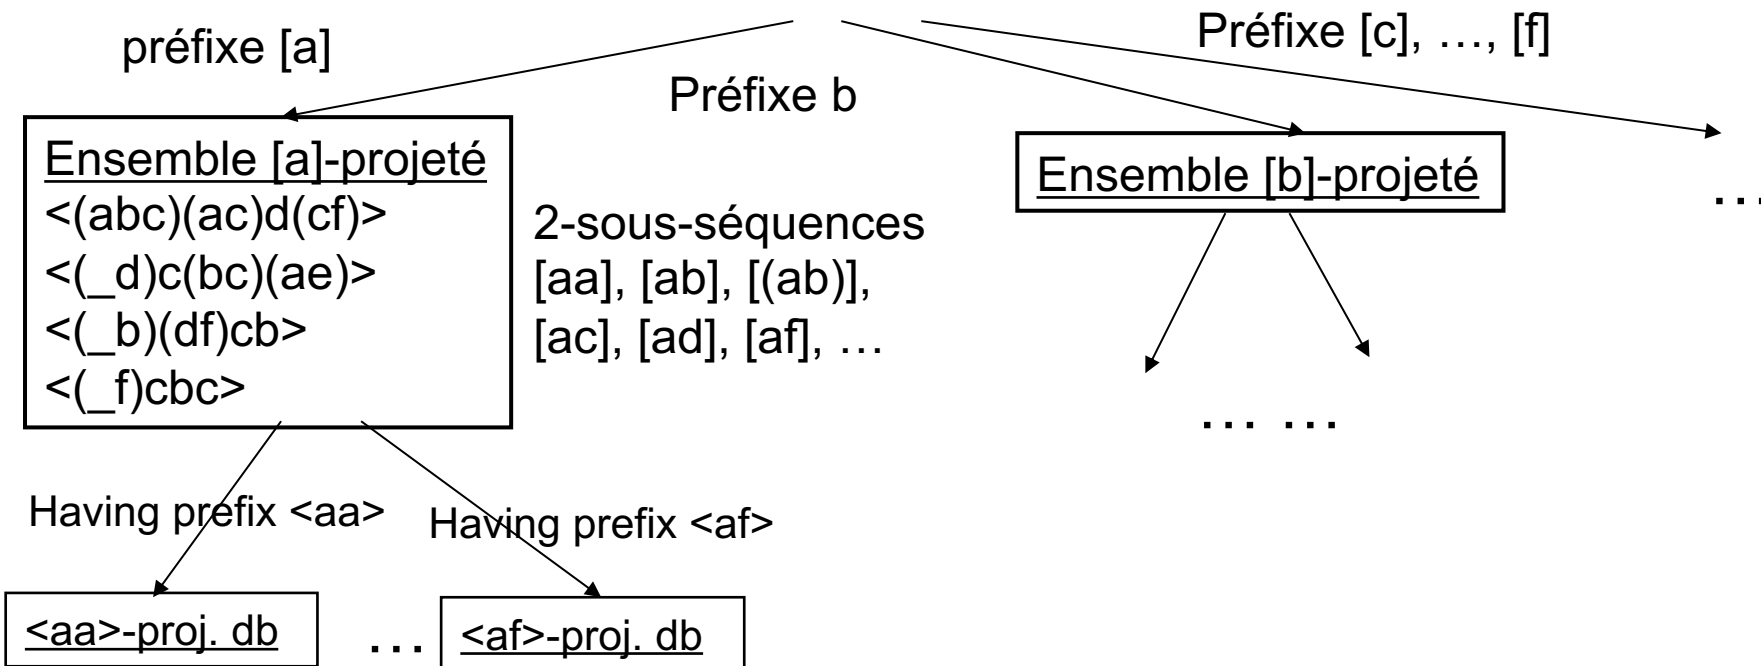 préfixe [a]
Préfixe [c], …, [f]
Préfixe b
Ensemble [a]-projeté
<(abc)(ac)d(cf)>
<(_d)c(bc)(ae)>
<(_b)(df)cb>
<(_f)cbc>
2-sous-séquences
[aa], [ab], [(ab)],
[ac], [ad], [af], …
Ensemble [b]-projeté
…
… …
Having prefix <aa>
Having prefix <af>
<aa>-proj. db
…
<af>-proj. db